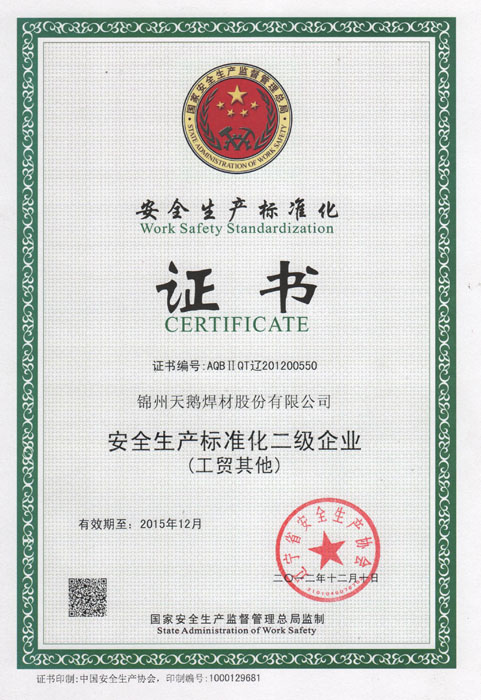 国家安全生产监督管理总局
STATE ADMINISTRATION OF WORK SAFETY
安全生产标准化
Work Safety Standardization
证书
CERTIFICATE
证书编号:AQBⅡQT辽201200550
锦州天鹅焊材股份有限公司
安全生产标准化二级企业
(工贸其他)
有效期至：2015年12月
辽宁省安全生产协会
二〇一二年十二月十日
国家安全生产监督管理总局监制
State Administration of Work Safety
证书印制:中国安全生产协会，印制编号:1000129681